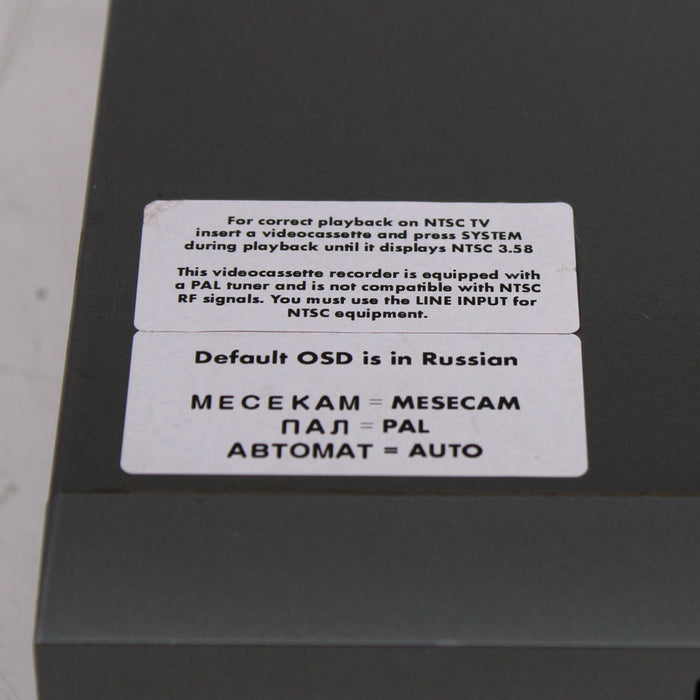 For correct playback on NTSC TV
insert a videocassette and press SYSTEM
during playback until it displays NTSC 3.58
This videocassette recorder is equipped with
a PAL tuner and is not compatible with NTSC
RF signals. You must use the LINE INPUT for
NTSC equipment.
Default OSD is in Russian
МЕСЕКАМ = MESECAM
ПАЛ = PAL
АВТОМАТ = AUTO